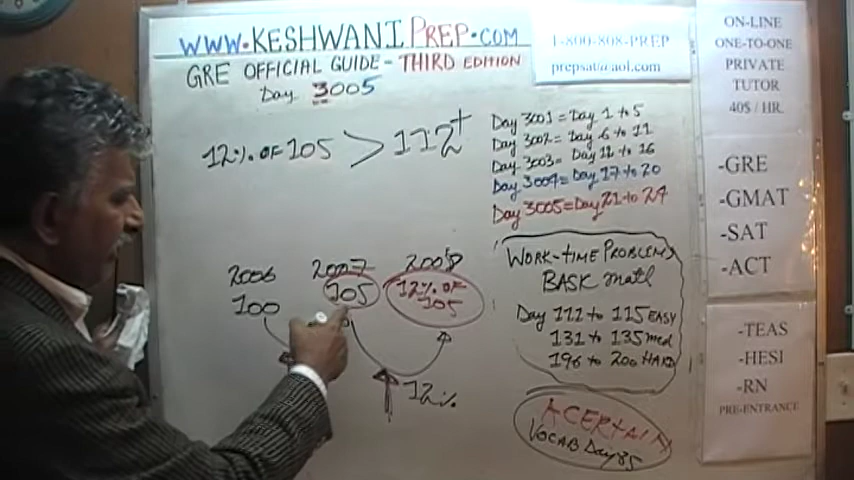 WWW.KESHWANIPREP.COM
GRE OFFICIAL GUIDE - THIRD EDITION
Day 3005
1-800-808-PREP
prepsat@aol.com
12% OF 105 > 112+
Day 3001 = Day 1 to 5
Day 3002 = Day 6 to 11
Day 3003 = Day 12 to 16
Day 3004 = Day 17 to 20
Day 3005 = Day 21 to 24
2006 2007 2008
100 105 12% OF 105
12%
WORK-TIME PROBLEMS
BASK math
Day 111 to 115 EASY
131 to 135 med
196 to 200 HARD
ACERTAIN
VOCAB Day 85
ON-LINE
ONE-TO-ONE
PRIVATE
TUTOR
40$ / HR.
-GRE
-GMAT
-SAT
-ACT
-TEAS
-HESI
-RN
PRE-ENTRANCE